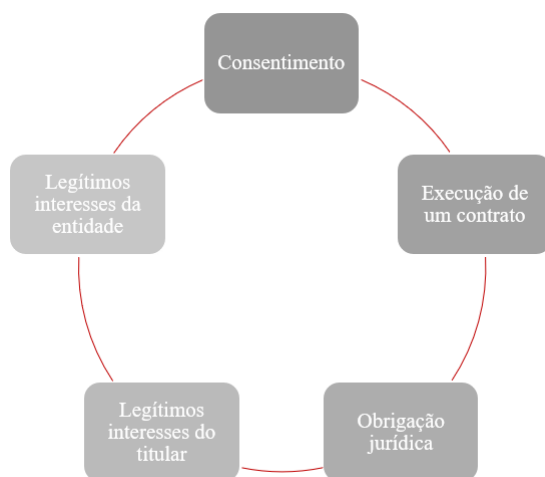 Consentimento
Execução de
um contrato
Obrigação
jurídica
Legítimos
interesses do
titular
Legítimos
interesses da
entidade